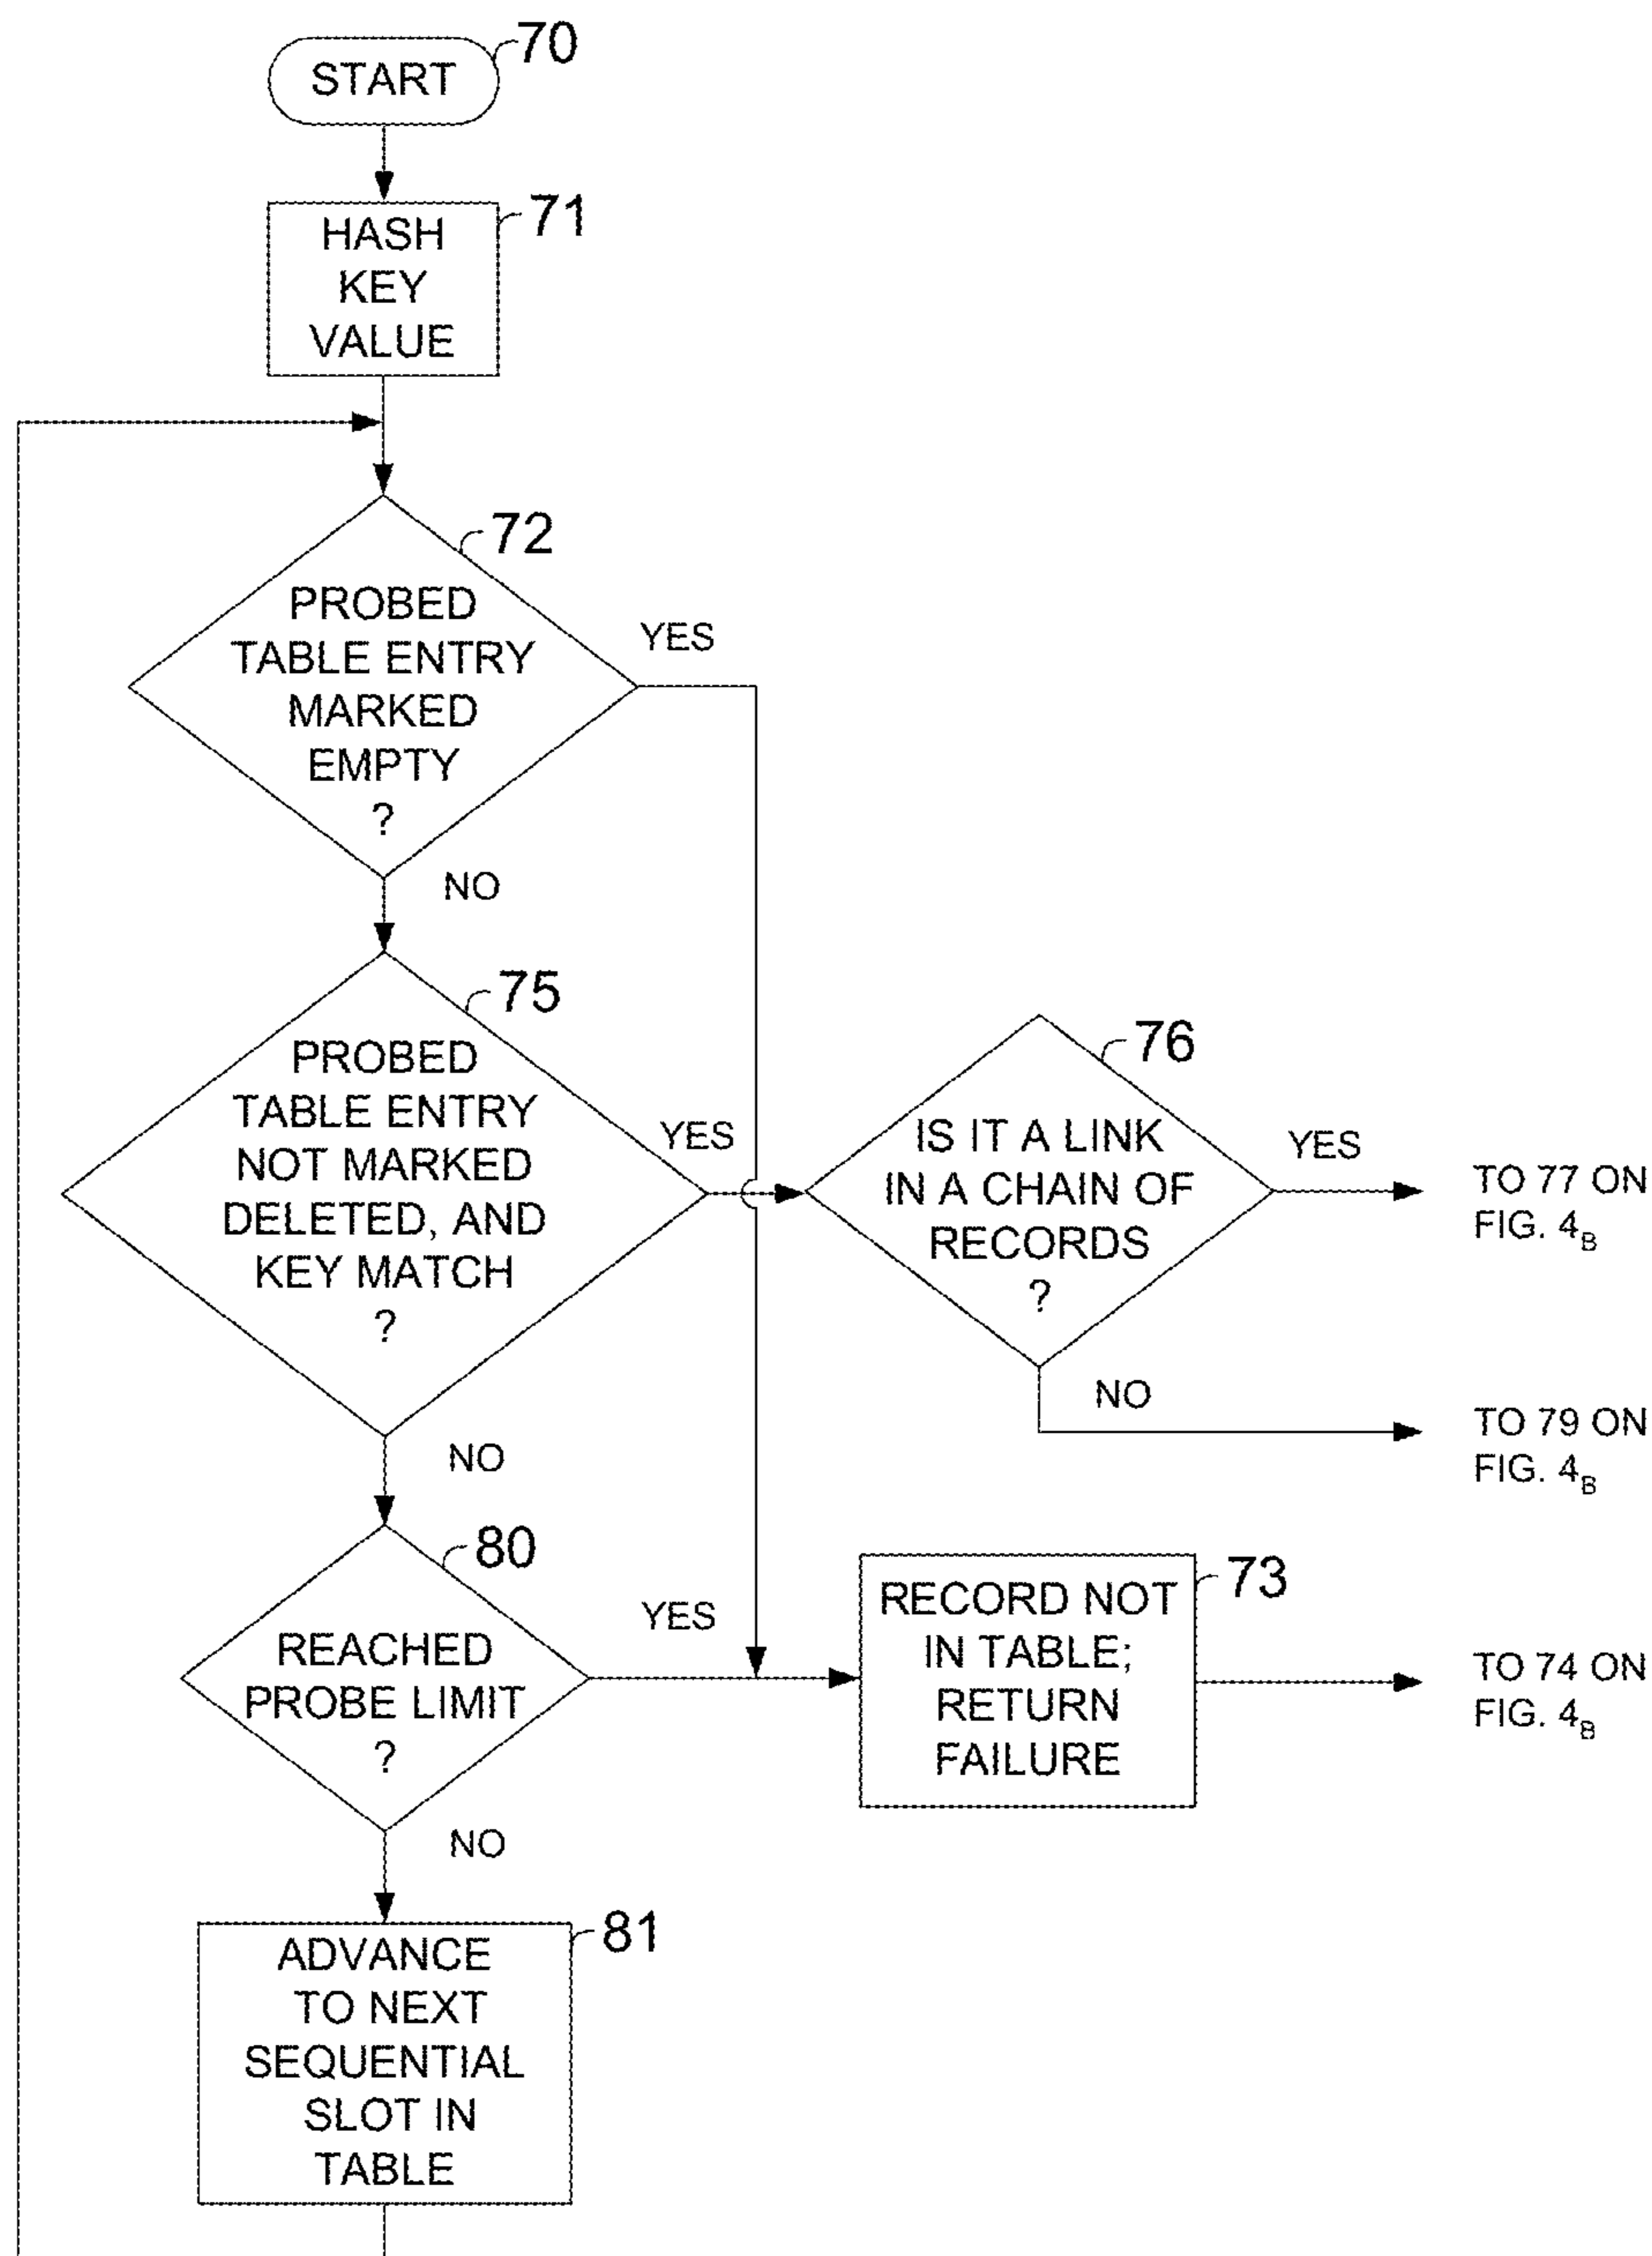 70
START
71
HASH
KEY
VALUE
72
PROBED
TABLE ENTRY
MARKED
EMPTY
?
YES
NO
75
PROBED
TABLE ENTRY
NOT MARKED
DELETED, AND
KEY MATCH
?
YES
NO
76
IS IT A LINK
IN A CHAIN OF
RECORDS
?
YES
TO 77 ON
FIG. 4B
NO
TO 79 ON
FIG. 4B
80
REACHED
PROBE LIMIT
?
YES
NO
73
RECORD NOT
IN TABLE;
RETURN
FAILURE
TO 74 ON
FIG. 4B
81
ADVANCE
TO NEXT
SEQUENTIAL
SLOT IN
TABLE